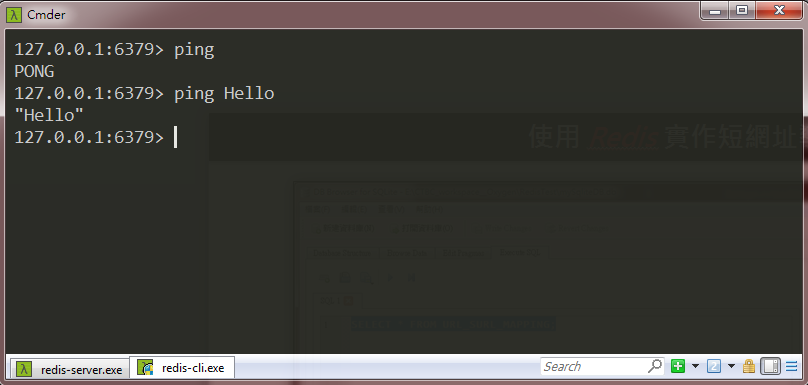 Cmder
127.0.0.1:6379> ping
PONG
127.0.0.1:6379> ping Hello
"Hello"
127.0.0.1:6379>
使用 Redis 實作短網址
redis-server.exe
redis-cli.exe
Search